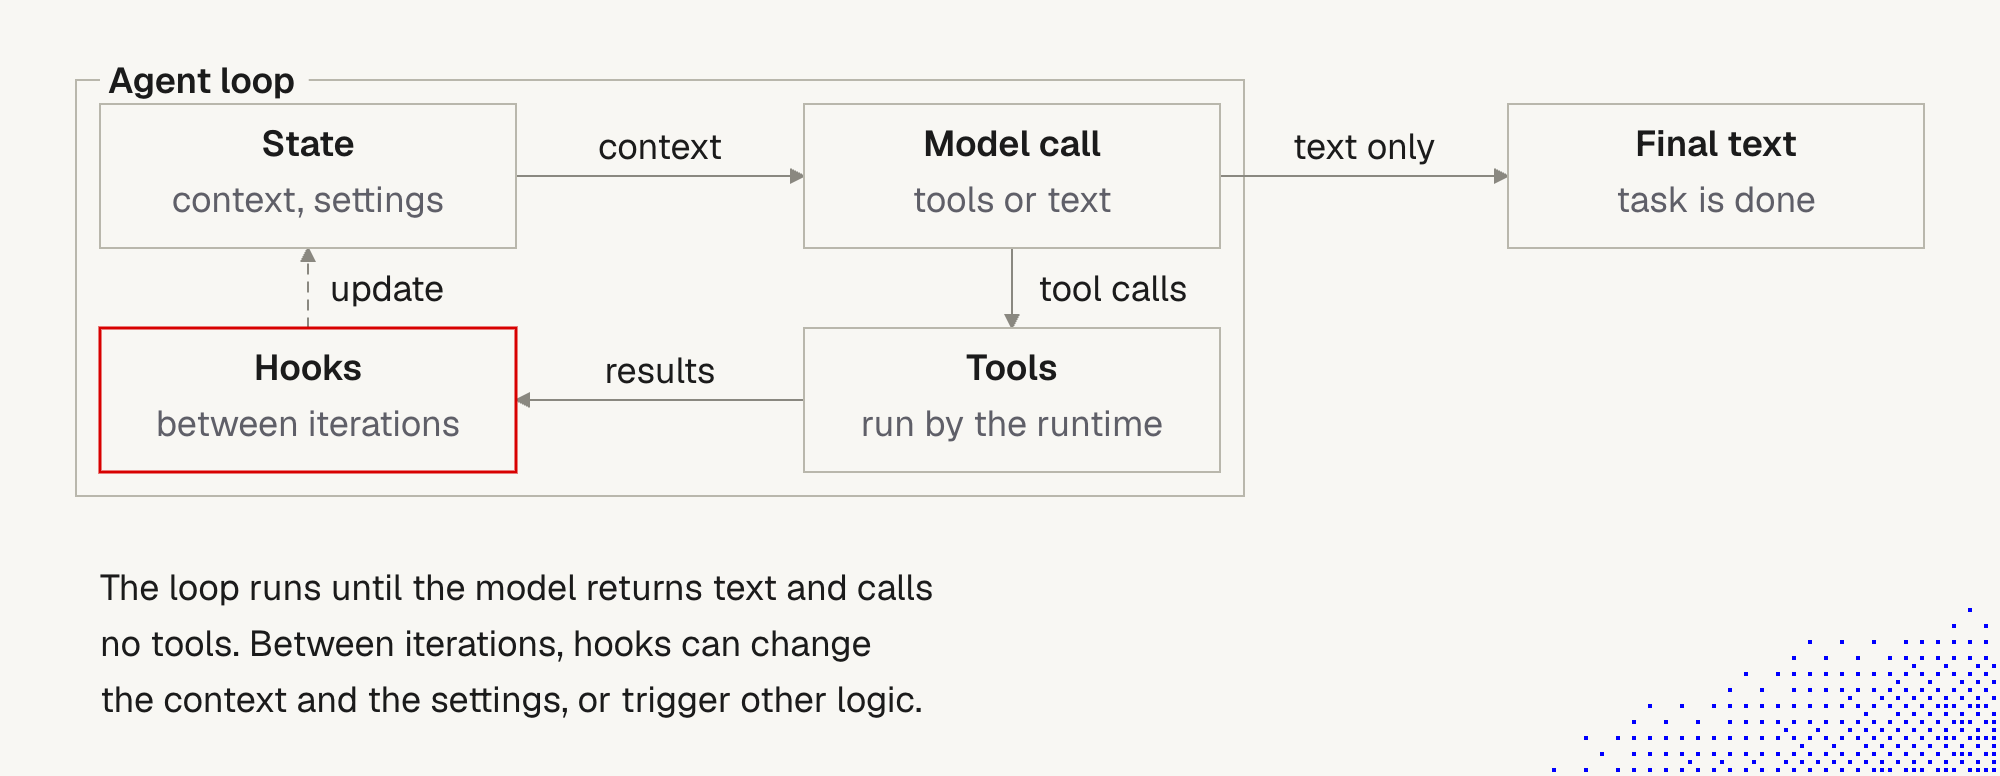 Agent loop
State
context, settings
context
Model call
tools or text
text only
Final text
task is done
update
tool calls
Hooks
between iterations
results
Tools
run by the runtime
The loop runs until the model returns text and calls
no tools. Between iterations, hooks can change
the context and the settings, or trigger other logic.